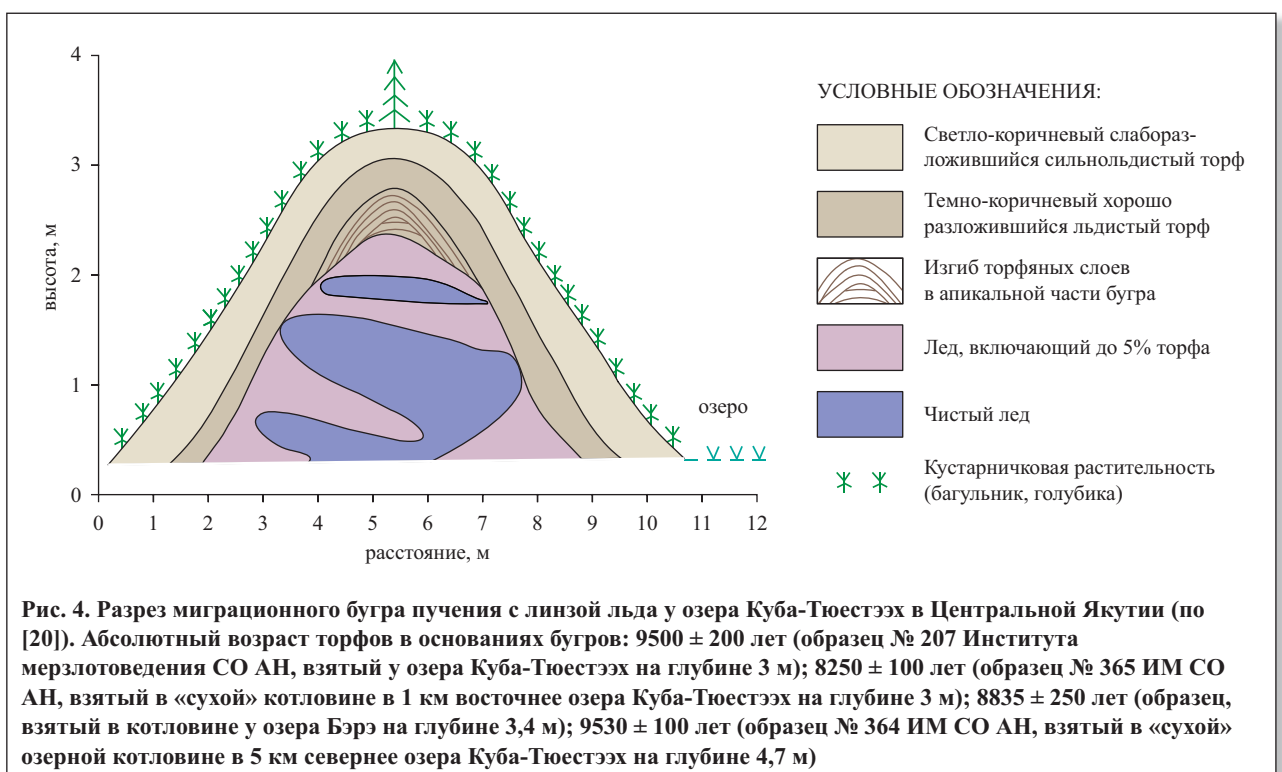 4
3
2
1
0
высота, м
0 1 2 3 4 5 6 7 8 9 10 11 12
расстояние, м
озеро
УСЛОВНЫЕ ОБОЗНАЧЕНИЯ:
Светло-коричневый слабораз-
ложившийся сильнольдистый торф
Темно-коричневый хорошо
разложившийся льдистый торф
Изгиб торфяных слоев
в апикальной части бугра
Лед, включающий до 5% торфа
Чистый лед
Кустарничковая растительность
(багульник, голубика)
Рис. 4. Разрез миграционного бугра пучения с линзой льда у озера Куба-Тюестээх в Центральной Якутии (по
[20]). Абсолютный возраст торфов в основаниях бугров: 9500 ± 200 лет (образец № 207 Института
мерзлотоведения СО АН, взятый у озера Куба-Тюестээх на глубине 3 м); 8250 ± 100 лет (образец № 365 ИМ СО
АН, взятый в «сухой» котловине в 1 км восточнее озера Куба-Тюестээх на глубине 3 м); 8835 ± 250 лет (образец,
взятый в котловине у озера Бэрэ на глубине 3,4 м); 9530 ± 100 лет (образец № 364 ИМ СО АН, взятый в «сухой»
озерной котловине в 5 км севернее озера Куба-Тюестээх на глубине 4,7 м)